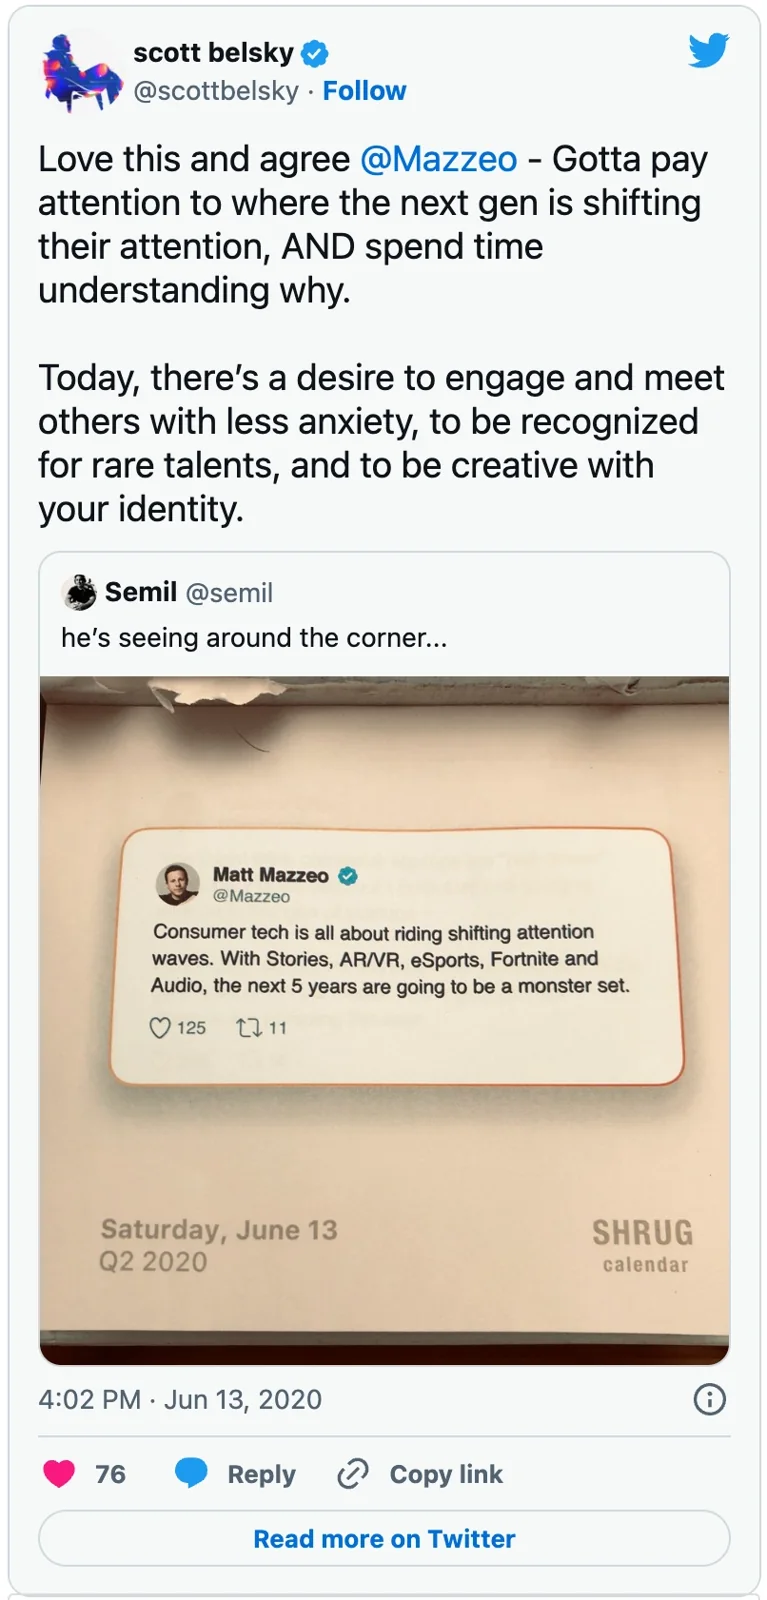 scott belsky
@scottbelsky · Follow
Love this and agree @Mazzeo - Gotta pay
attention to where the next gen is shifting
their attention, AND spend time
understanding why.
Today, there’s a desire to engage and meet
others with less anxiety, to be recognized
for rare talents, and to be creative with
your identity.
Semil @semil
he’s seeing around the corner...
Matt Mazzeo
@Mazzeo
Consumer tech is all about riding shifting attention
waves. With Stories, AR/VR, eSports, Fortnite and
Audio, the next 5 years are going to be a monster set.
125 11
Saturday, June 13
Q2 2020
SHRUG
calendar
4:02 PM · Jun 13, 2020
76 Reply Copy link
Read more on Twitter